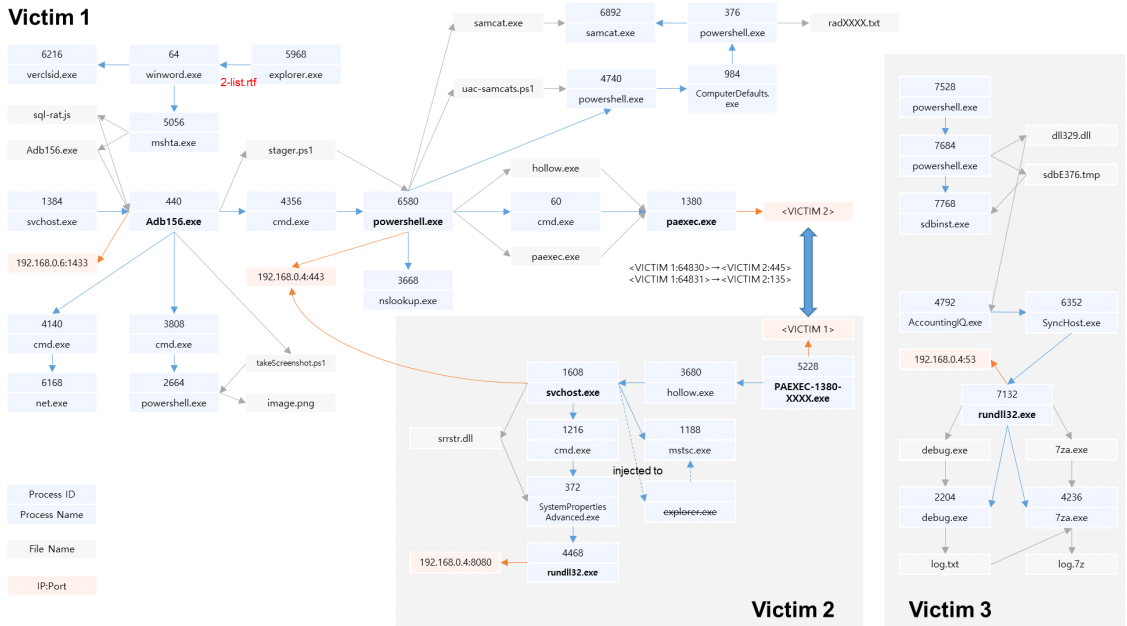 Victim 1
6216
verclsid.exe
64
winword.exe
2-list.rtf
5968
explorer.exe
sql-rat.js
Adb156.exe
5056
mshta.exe
stager.ps1
1384
svchost.exe
440
Adb156.exe
4356
cmd.exe
6580
powershell.exe
192.168.0.6:1433
192.168.0.4:443
3668
nslookup.exe
4140
cmd.exe
3808
cmd.exe
takeScreenshot.ps1
6168
net.exe
2664
powershell.exe
image.png
samcat.exe
6892
samcat.exe
376
powershell.exe
radXXXX.txt
uac-samcats.ps1
4740
powershell.exe
984
ComputerDefaults.
exe
hollow.exe
60
cmd.exe
paexec.exe
1380
paexec.exe
<VICTIM 2>
<VICTIM 1:64830>→<VICTIM 2:445>
<VICTIM 1:64831>→<VICTIM 2:135>
<VICTIM 1>
5228
PAEXEC-1380-
XXXX.exe
3680
hollow.exe
1608
svchost.exe
srrstr.dll
1216
cmd.exe
1188
mstsc.exe
injected to
372
SystemProperties
Advanced.exe
explorer.exe
192.168.0.4:8080
4468
rundll32.exe
Victim 2
7528
powershell.exe
7684
powershell.exe
dll329.dll
sdbE376.tmp
7768
sdbinst.exe
4792
AccountingIQ.exe
6352
SyncHost.exe
192.168.0.4:53
7132
rundll32.exe
debug.exe
7za.exe
2204
debug.exe
4236
7za.exe
log.txt
log.7z
Victim 3
Process ID
Process Name
File Name
IP:Port